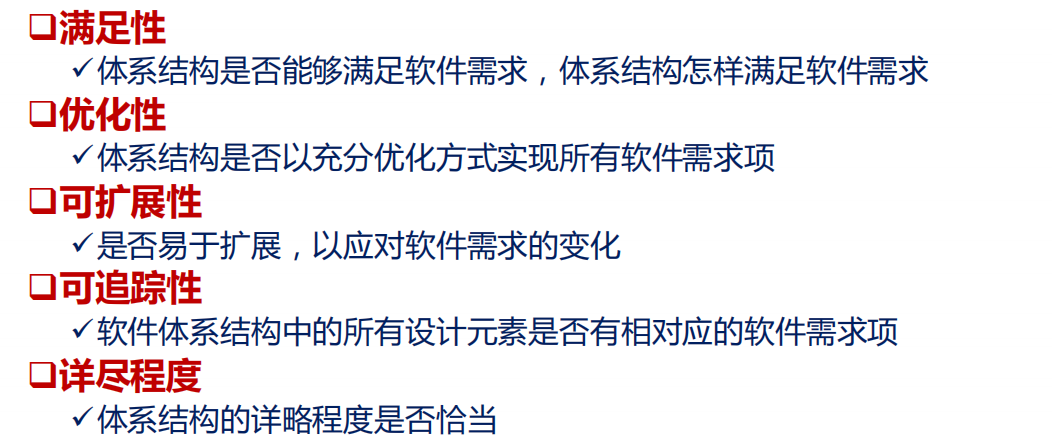 ❑满足性
✓体系结构是否能够满足软件需求，体系结构怎样满足软件需求
❑优化性
✓体系结构是否以充分优化方式实现所有软件需求项
❑可扩展性
✓是否易于扩展，以应对软件需求的变化
❑可追踪性
✓软件体系结构中的所有设计元素是否有相对应的软件需求项
❑详尽程度
✓体系结构的详略程度是否恰当